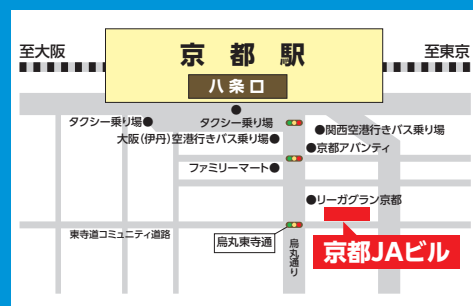 京都駅
至大阪
至東京
八条口
タクシー乗り場
タクシー乗り場
関西空港行きバス乗り場
大阪(伊丹)空港行きバス乗り場
京都アバンティ
ファミリーマート
リーガグラン京都
東寺道コミュニティ道路
烏丸東寺通
烏丸通り
京都JAビル